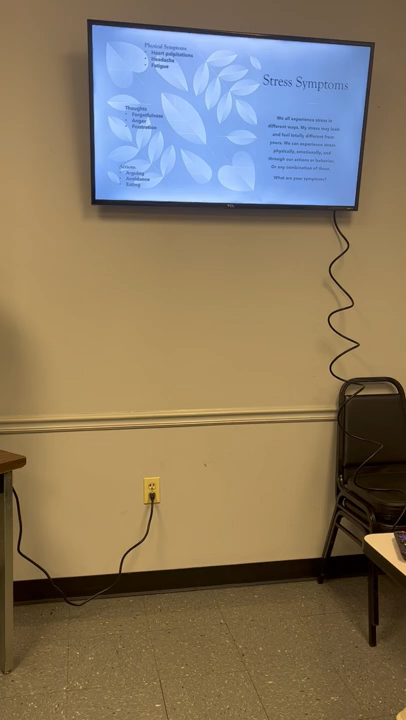 Physical Symptoms
• Heart palpitations
• Headache
• Fatigue
Thoughts
• Forgetfulness
• Anger
• Frustration
Actions
• Arguing
• Avoidance
• Eating
Stress Symptoms
We all experience stress in
different ways. My stress may look
and feel totally different from
yours. We can experience stress
physically, emotionally, and
through our actions or behavior.
Or any combination of these.
What are your symptoms?